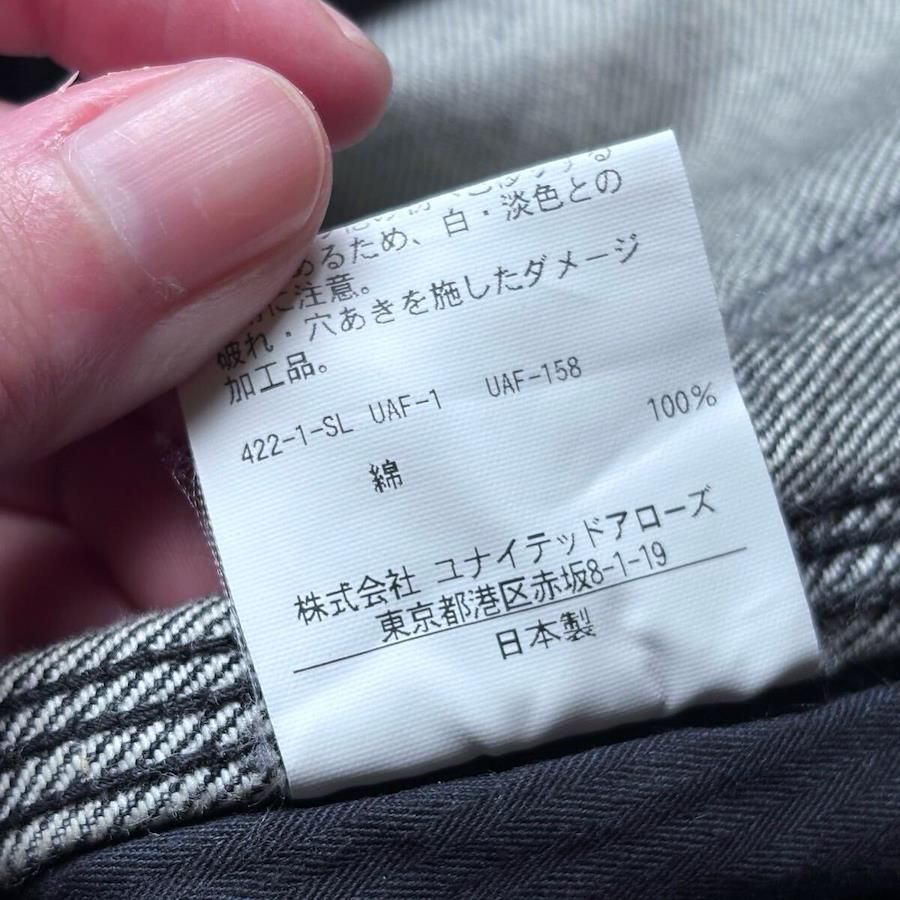 あるため、白・淡色との
に注意。
破れ・穴あきを施したダメージ
加工品。
422-1-SL UAF-1 UAF-158
綿 100%
株式会社 ユナイテッドアローズ
東京都港区赤坂8-1-19
日本製